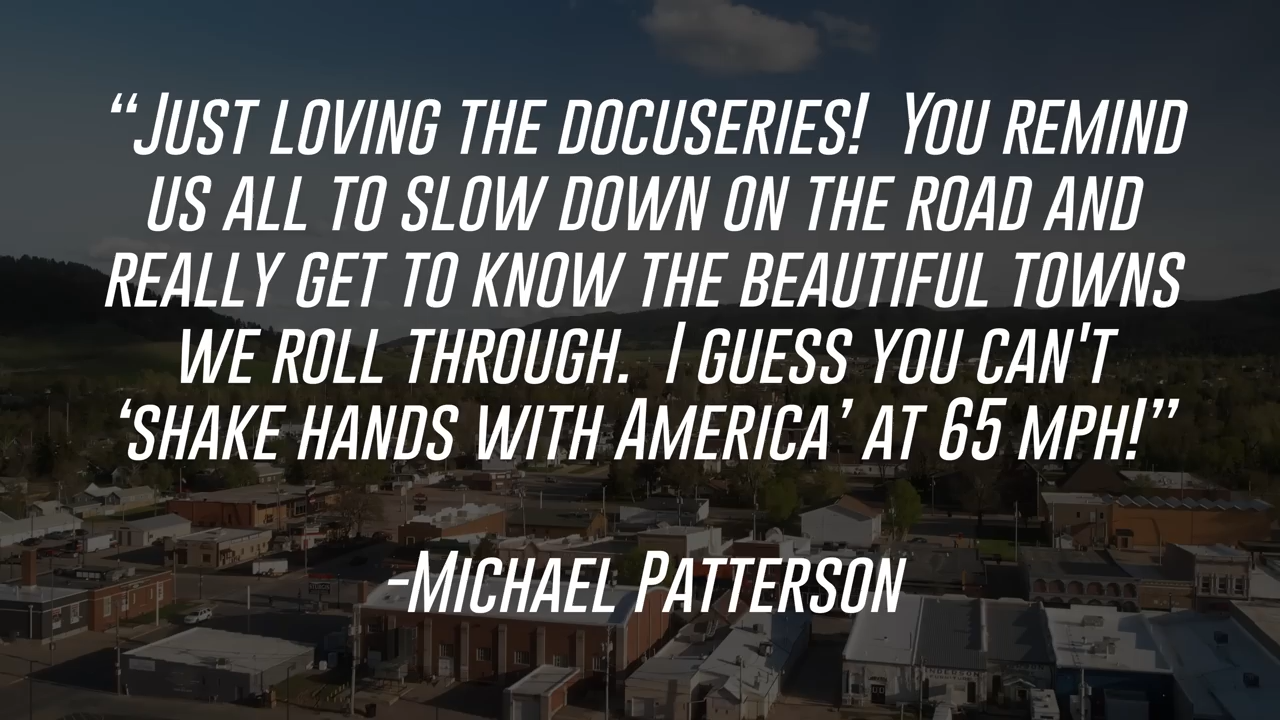 “Just loving the docuseries!  You remind
us all to slow down on the road and
really get to know the beautiful towns
we roll through.  I guess you can't
‘shake hands with America’ at 65 mph!”
-Michael Patterson